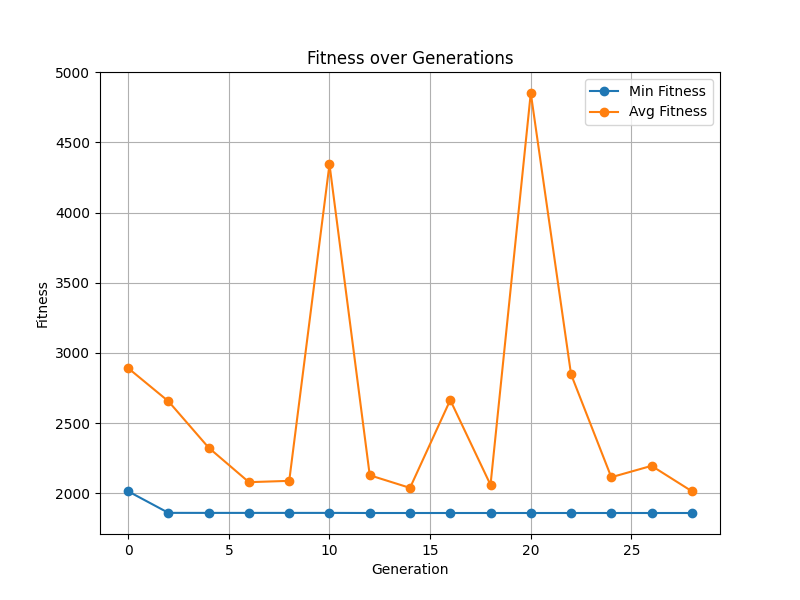 Fitness over Generations
Min Fitness
Avg Fitness
5000
4500
4000
3500
3000
2500
2000
Fitness
0 5 10 15 20 25
Generation